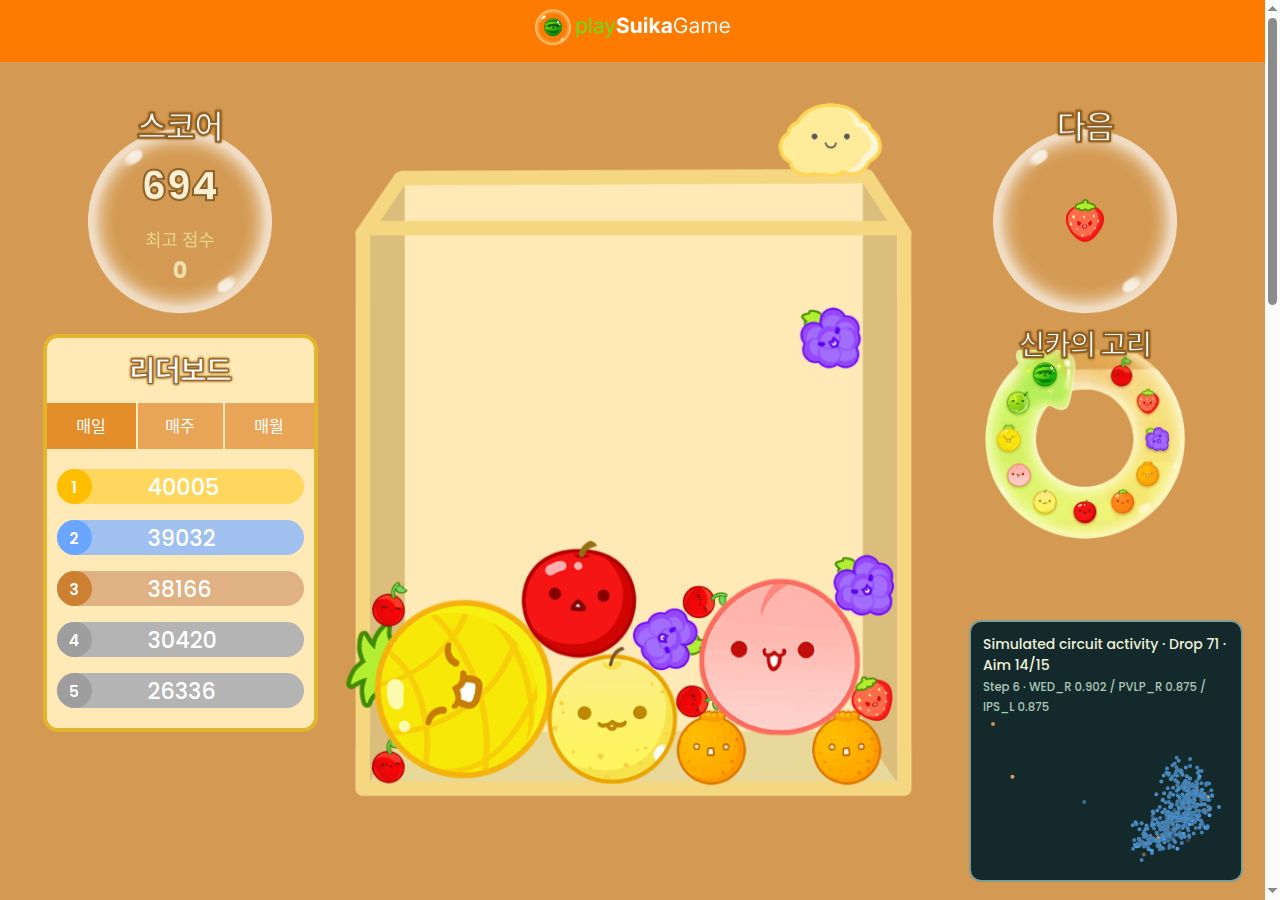 playSuikaGame
스코어
694
최고 점수
0
리더보드
매일 매주 매월
1 40005
2 39032
3 38166
4 30420
5 26336
다음
신카의 고리
Simulated circuit activity · Drop 71 ·
Aim 14/15
Step 6 · WED_R 0.902 / PVLP_R 0.875 /
IPS_L 0.875